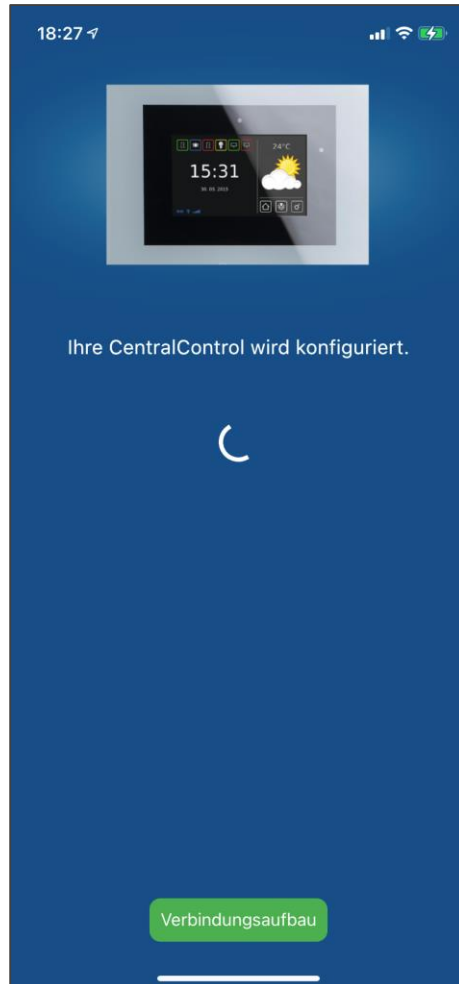 18:27
24°C
15:31
Ihre CentralControl wird konfiguriert.
Verbindungsaufbau